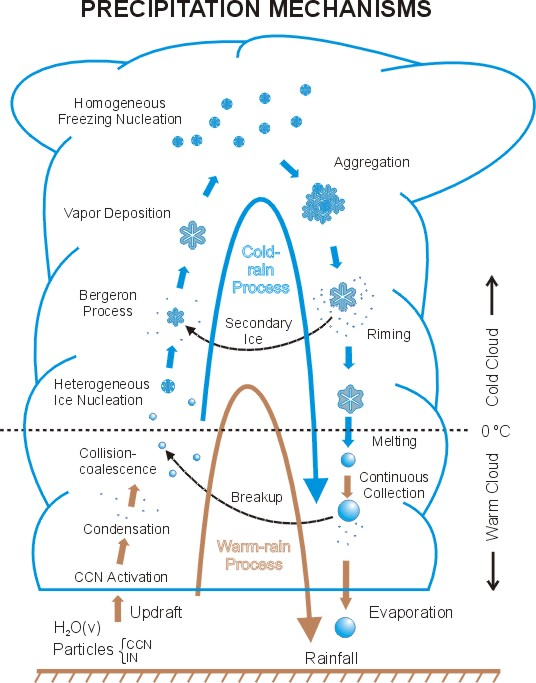 PRECIPITATION MECHANISMS
Homogeneous
Freezing Nucleation
Aggregation
Vapor Deposition
Cold-
rain
Process
Bergeron
Process
Secondary
Ice
Riming
Cold Cloud
Heterogeneous
Ice Nucleation
0 °C
Melting
Collision-
coalescence
Continuous
Collection
Breakup
Warm Cloud
Condensation
Warm-rain
Process
CCN Activation
Updraft
Evaporation
H₂O(v)
Particles { CCN
IN
Rainfall